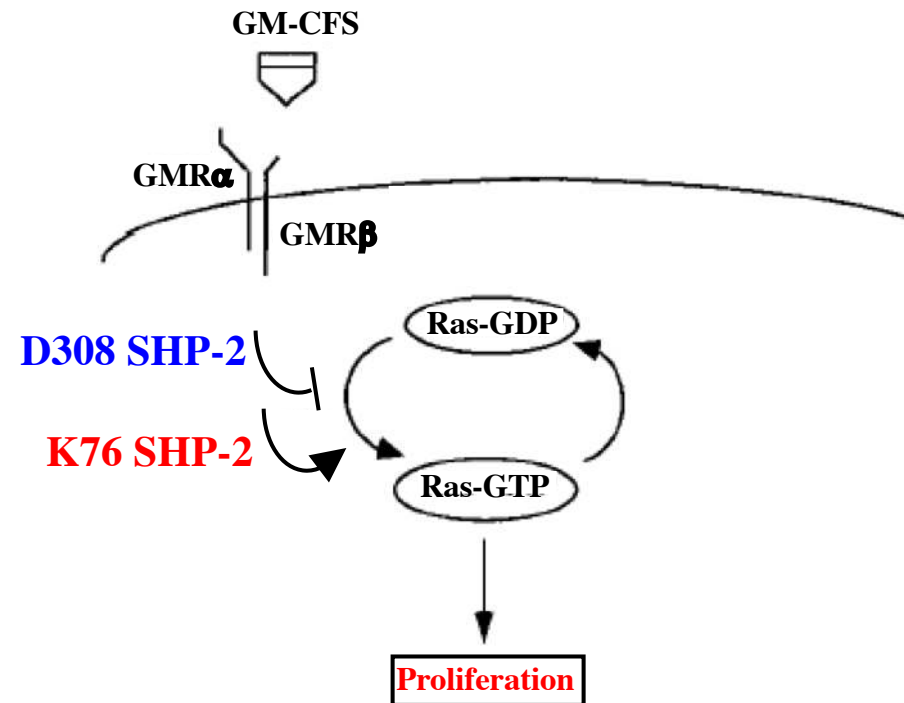 GM-CFS
GMRα
GMRβ
Ras-GDP
D308 SHP-2
K76 SHP-2
Ras-GTP
Proliferation